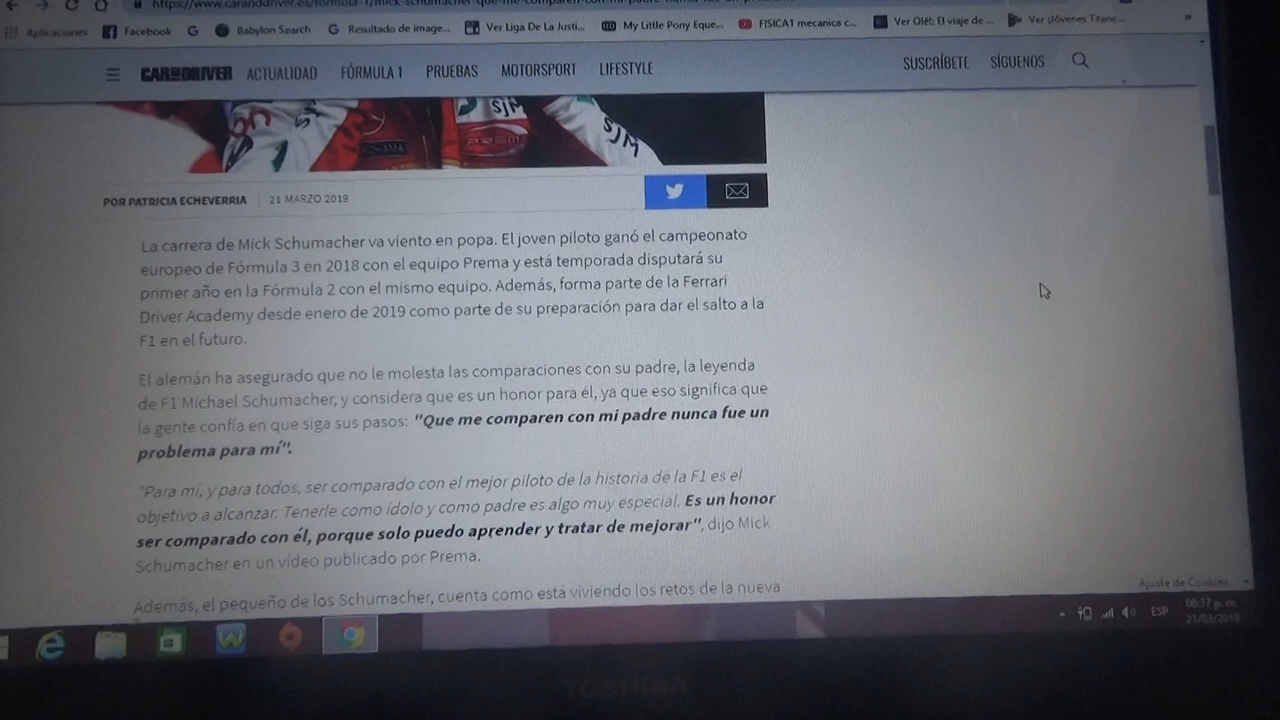 https://www.caranddriver.es/formula-1/mick-schumacher-que-me-comparen-con-mi-padre-nunca-fue-un-problema
Aplicaciones Facebook Babylon Search Resultado de image... Ver Liga De La Justi... My Little Pony Eque... FISICA1 mecanica c... Ver Olé!: El viaje de ... Ver ¡Jóvenes Titane... »
CAR AND DRIVER ACTUALIDAD FÓRMULA 1 PRUEBAS MOTORSPORT LIFESTYLE SUSCRÍBETE SÍGUENOS
SJM
SJM
PREMA
POR PATRICIA ECHEVERRIA 21 MARZO 2019
La carrera de Mick Schumacher va viento en popa. El joven piloto ganó el campeonato
europeo de Fórmula 3 en 2018 con el equipo Prema y está temporada disputará su
primer año en la Fórmula 2 con el mismo equipo. Además, forma parte de la Ferrari
Driver Academy desde enero de 2019 como parte de su preparación para dar el salto a la
F1 en el futuro.
El alemán ha asegurado que no le molesta las comparaciones con su padre, la leyenda
de F1 Michael Schumacher, y considera que es un honor para él, ya que eso significa que
la gente confía en que siga sus pasos: "Que me comparen con mi padre nunca fue un
problema para mí".
"Para mí, y para todos, ser comparado con el mejor piloto de la historia de la F1 es el
objetivo a alcanzar. Tenerle como ídolo y como padre es algo muy especial. Es un honor
ser comparado con él, porque solo puedo aprender y tratar de mejorar", dijo Mick
Schumacher en un vídeo publicado por Prema.
Además, el pequeño de los Schumacher, cuenta como está viviendo los retos de la nueva
Ajuste de Cookies
ESP 06:37 p. m.
21/03/2019
TOSHIBA